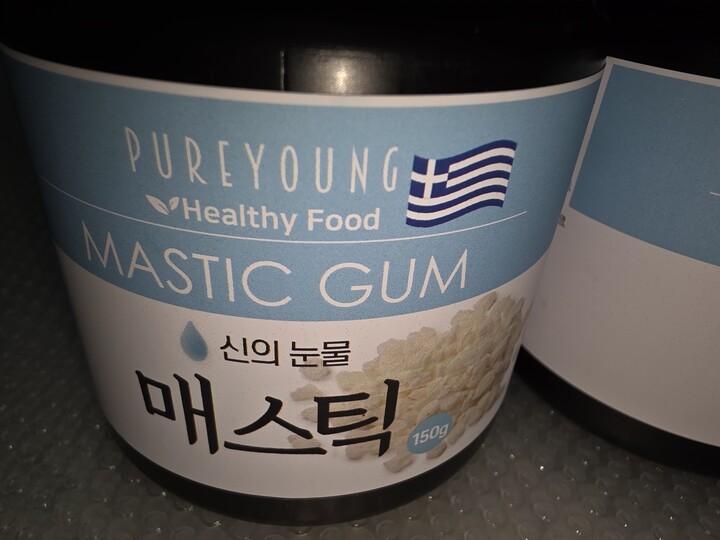 PUREYOUNG
Healthy Food
MASTIC GUM
신의 눈물
매스틱
150g